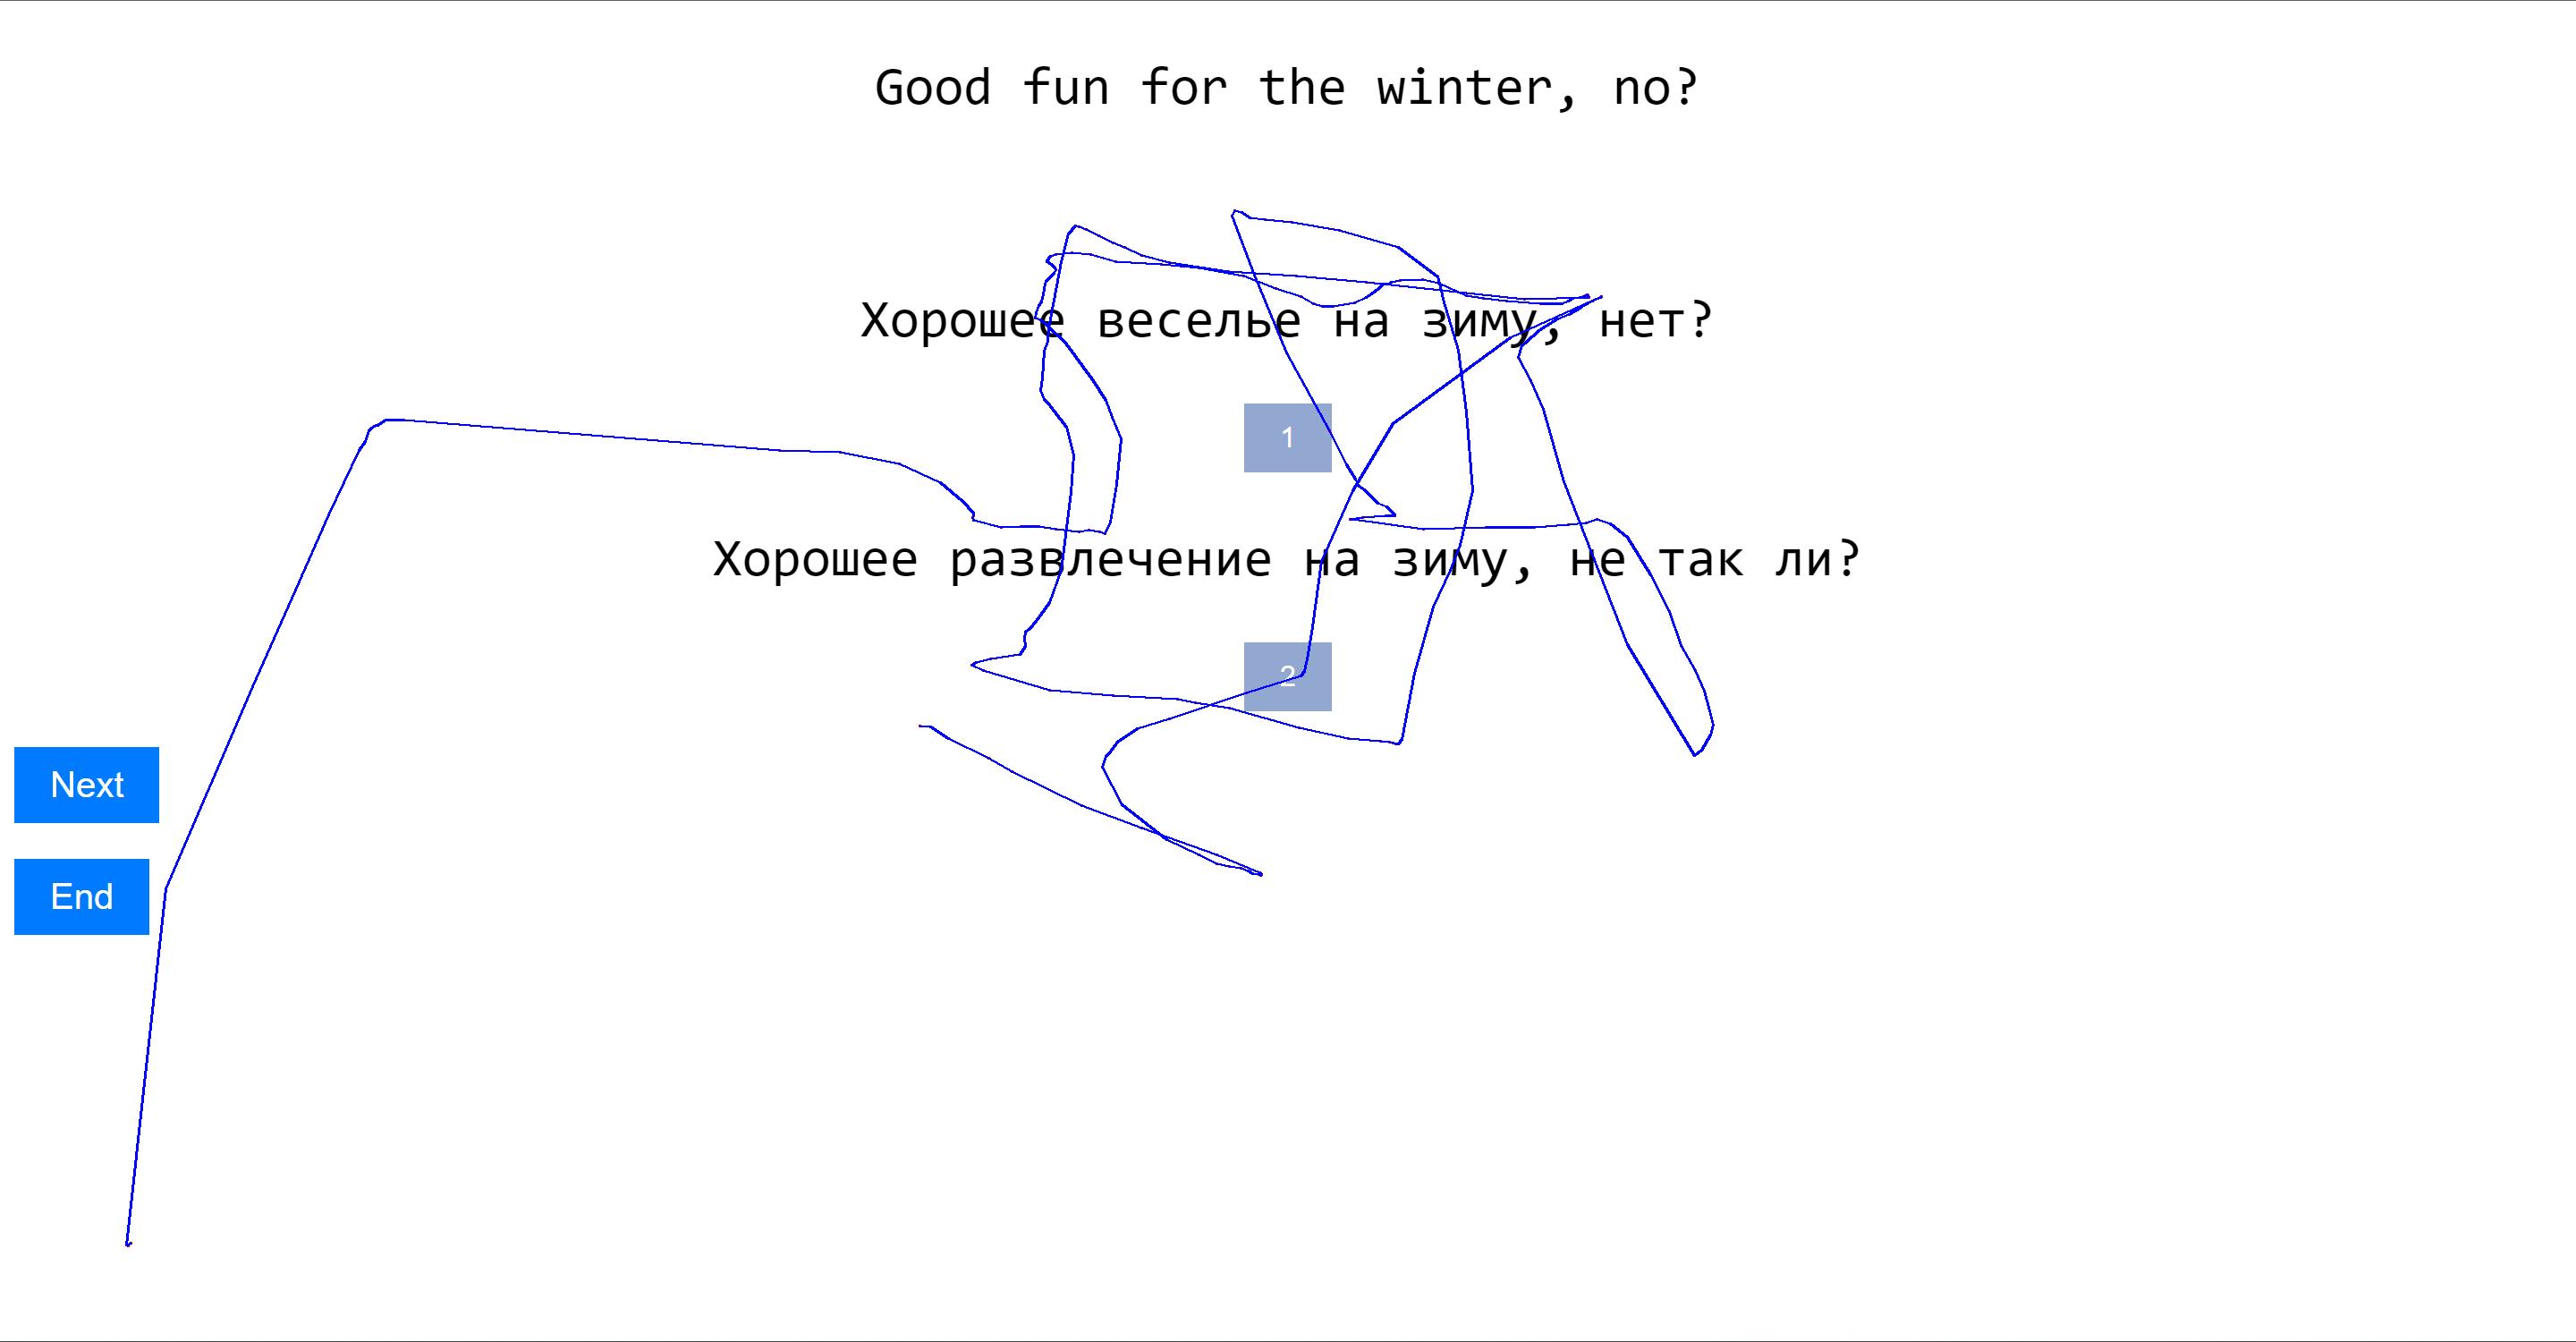 Good fun for the winter, no?
Хорошее веселье на зиму, нет?
1
Хорошее развлечение на зиму, не так ли?
2
Next
End